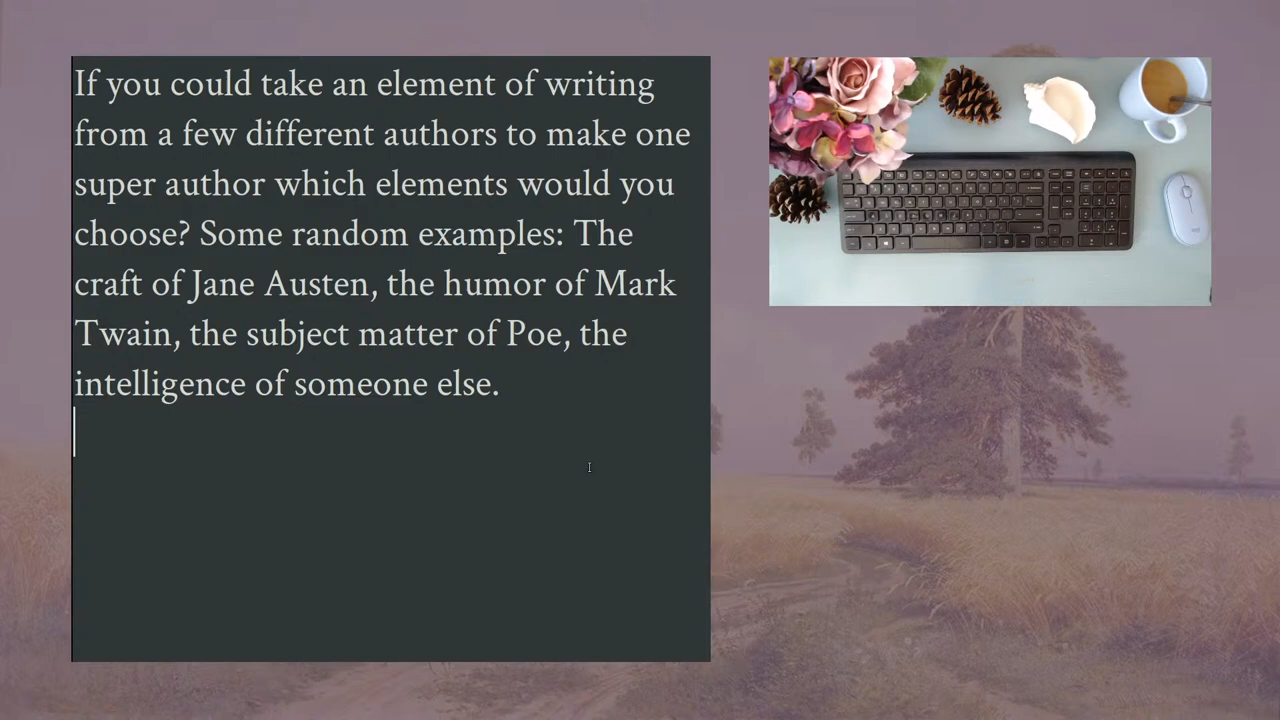 If you could take an element of writing
from a few different authors to make one
super author which elements would you
choose? Some random examples: The
craft of Jane Austen, the humor of Mark
Twain, the subject matter of Poe, the
intelligence of someone else.